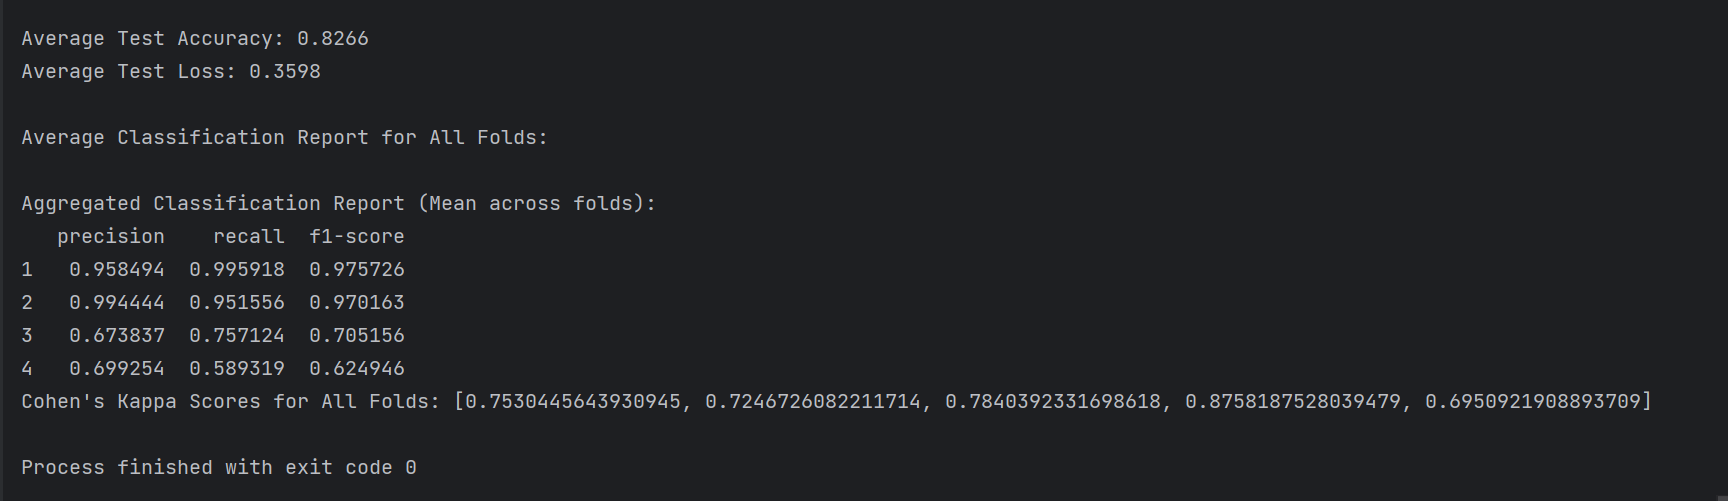 Average Test Accuracy: 0.8266
Average Test Loss: 0.3598
Average Classification Report for All Folds:
Aggregated Classification Report (Mean across folds):
precision recall f1-score
1 0.958494 0.995918 0.975726
2 0.994444 0.951556 0.970163
3 0.673837 0.757124 0.705156
4 0.699254 0.589319 0.624946
Cohen's Kappa Scores for All Folds: [0.7530445643930945, 0.7246726082211714, 0.7840392331698618, 0.8758187528039479, 0.6950921908893709]
Process finished with exit code 0